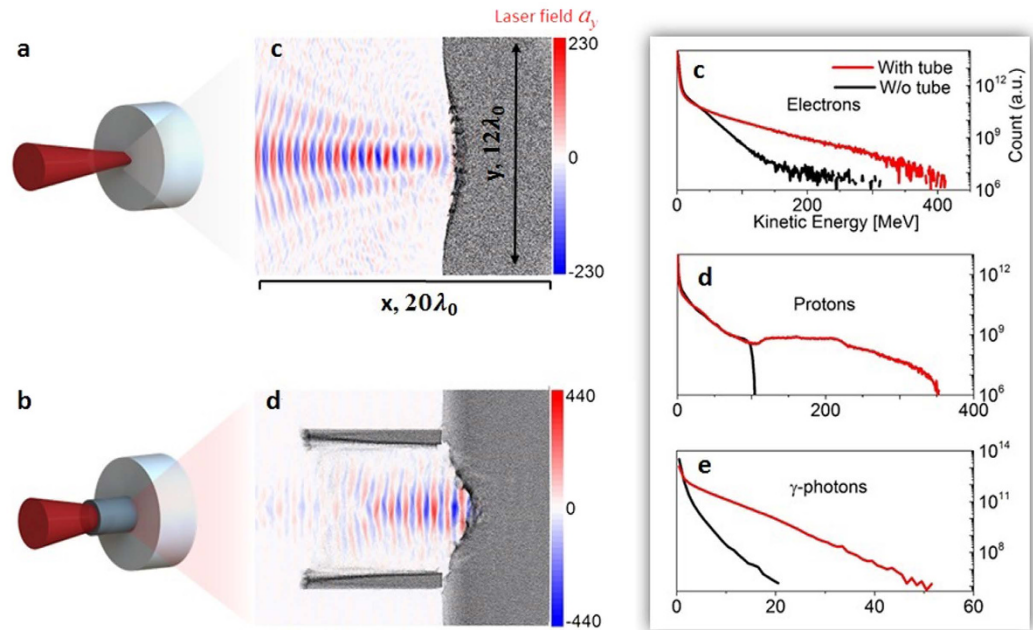 Laser field a_y
a
c
230
0
-230
y, 12λ₀
x, 20λ₀
b
d
440
0
-440
c
With tube
W/o tube
Electrons
10^12
10^9
10^6
Count (a.u.)
0
200
400
Kinetic Energy [MeV]
d
Protons
10^12
10^9
10^6
0
200
400
e
γ-photons
10^14
10^11
10^8
0
20
40
60